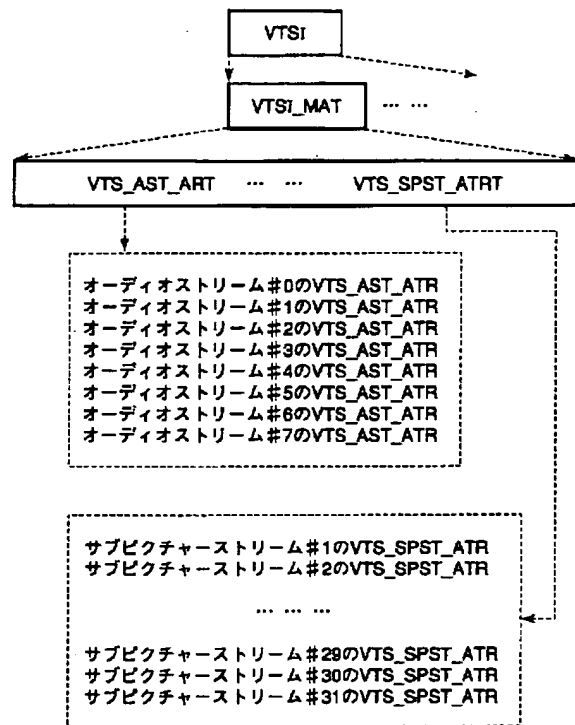 VTSI
VTSI_MAT … …
VTS_AST_ART … … VTS_SPST_ATRT
オーディオストリーム#0のVTS_AST_ATR
オーディオストリーム#1のVTS_AST_ATR
オーディオストリーム#2のVTS_AST_ATR
オーディオストリーム#3のVTS_AST_ATR
オーディオストリーム#4のVTS_AST_ATR
オーディオストリーム#5のVTS_AST_ATR
オーディオストリーム#6のVTS_AST_ATR
オーディオストリーム#7のVTS_AST_ATR
サブピクチャーストリーム#1のVTS_SPST_ATR
サブピクチャーストリーム#2のVTS_SPST_ATR
… … …
サブピクチャーストリーム#29のVTS_SPST_ATR
サブピクチャーストリーム#30のVTS_SPST_ATR
サブピクチャーストリーム#31のVTS_SPST_ATR